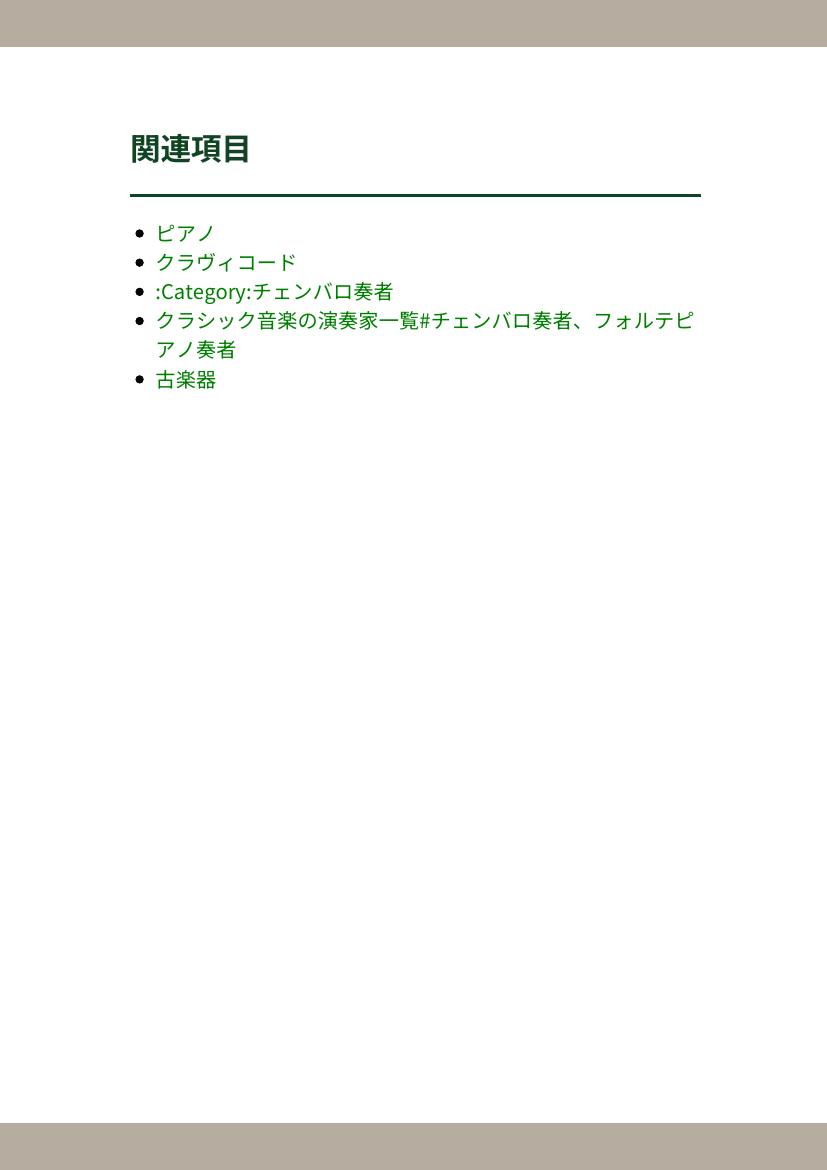 関連項目
ピアノ
クラヴィコード
:Category:チェンバロ奏者
クラシック音楽の演奏家一覧#チェンバロ奏者、フォルテピ
アノ奏者
古楽器